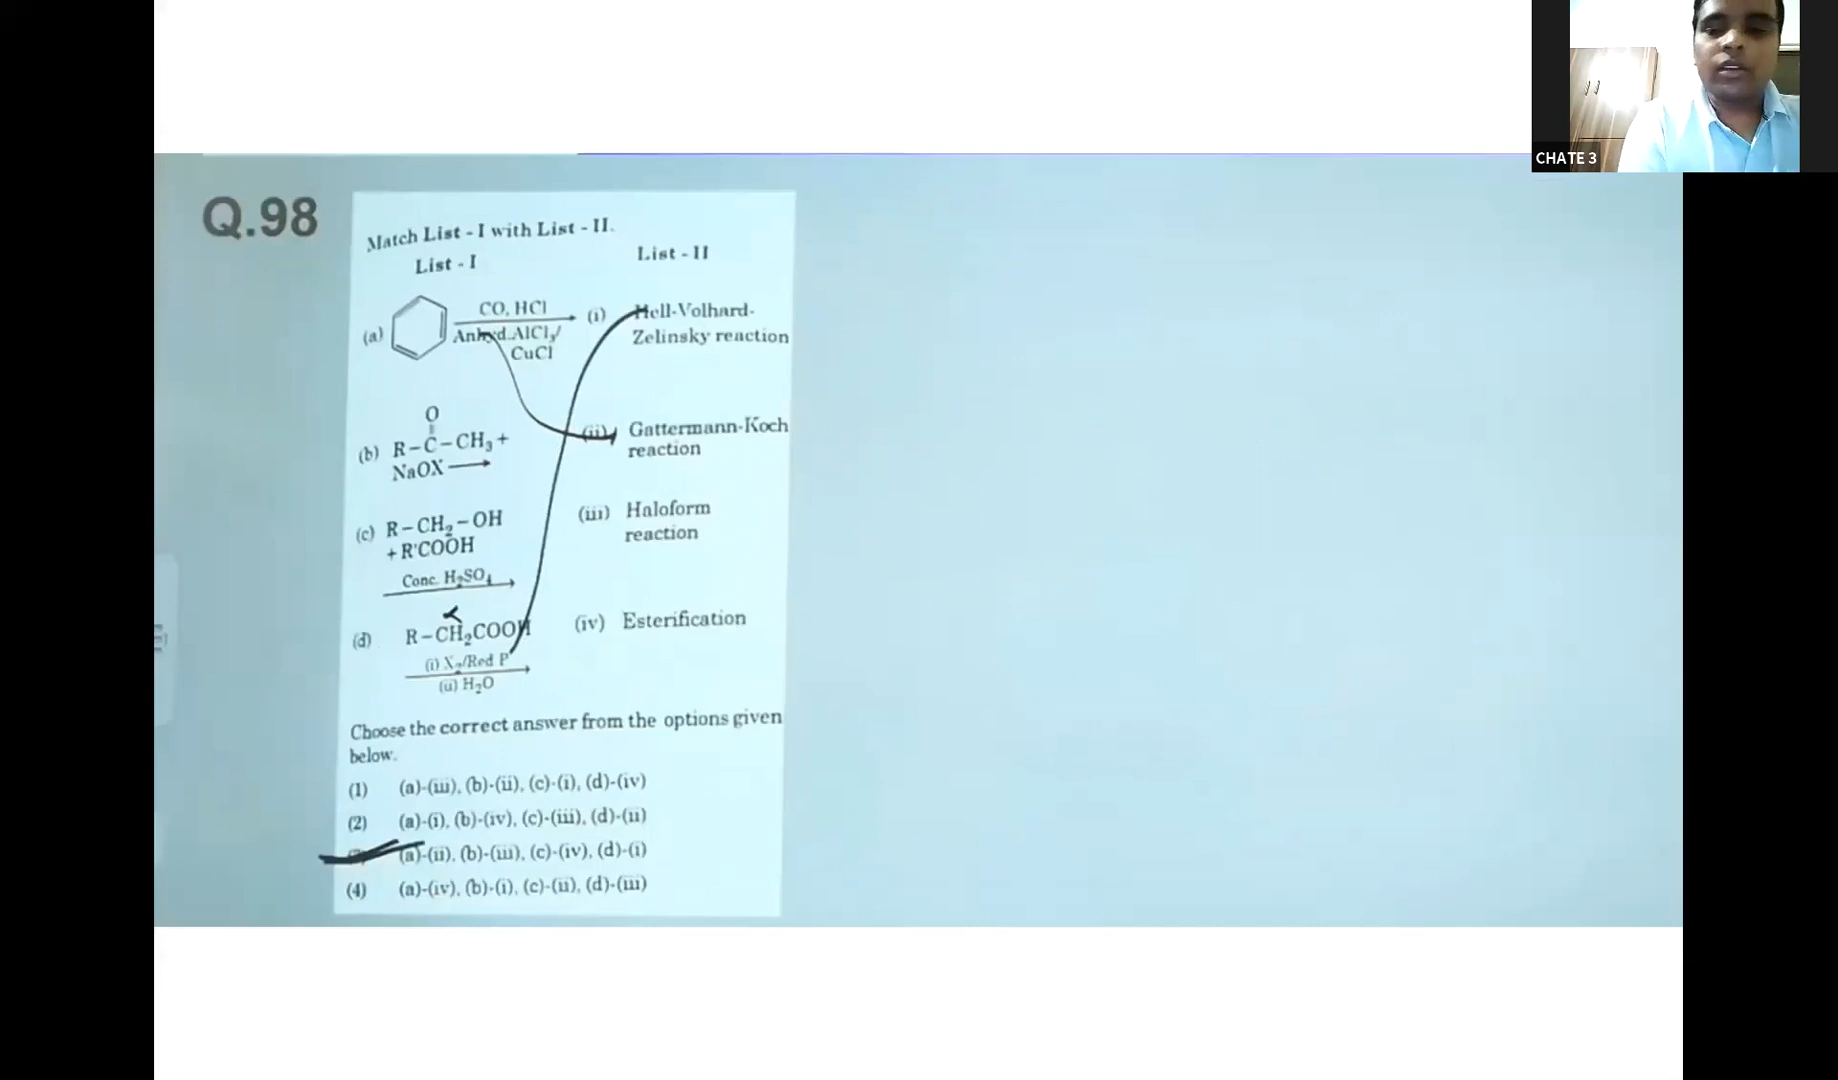 CHATE 3
Q.98
Match List - I with List - II.
List - I
List - II
(a)
CO, HCl
Anhyd.AlCl₃/
CuCl
(i) Hell-Volhard-
Zelinsky reaction
O
(b) R–C–CH₃ +
NaOX
(ii) Gattermann-Koch
reaction
(c) R–CH₂–OH
+ R'COOH
Conc. H₂SO₄
(iii) Haloform
reaction
(d) R–CH₂COOH
(i) X₂/Red P
(ii) H₂O
(iv) Esterification
Choose the correct answer from the options given
below.
(1) (a)-(iii), (b)-(ii), (c)-(i), (d)-(iv)
(2) (a)-(i), (b)-(iv), (c)-(iii), (d)-(ii)
(a)-(ii), (b)-(iii), (c)-(iv), (d)-(i)
(4) (a)-(iv), (b)-(i), (c)-(ii), (d)-(iii)